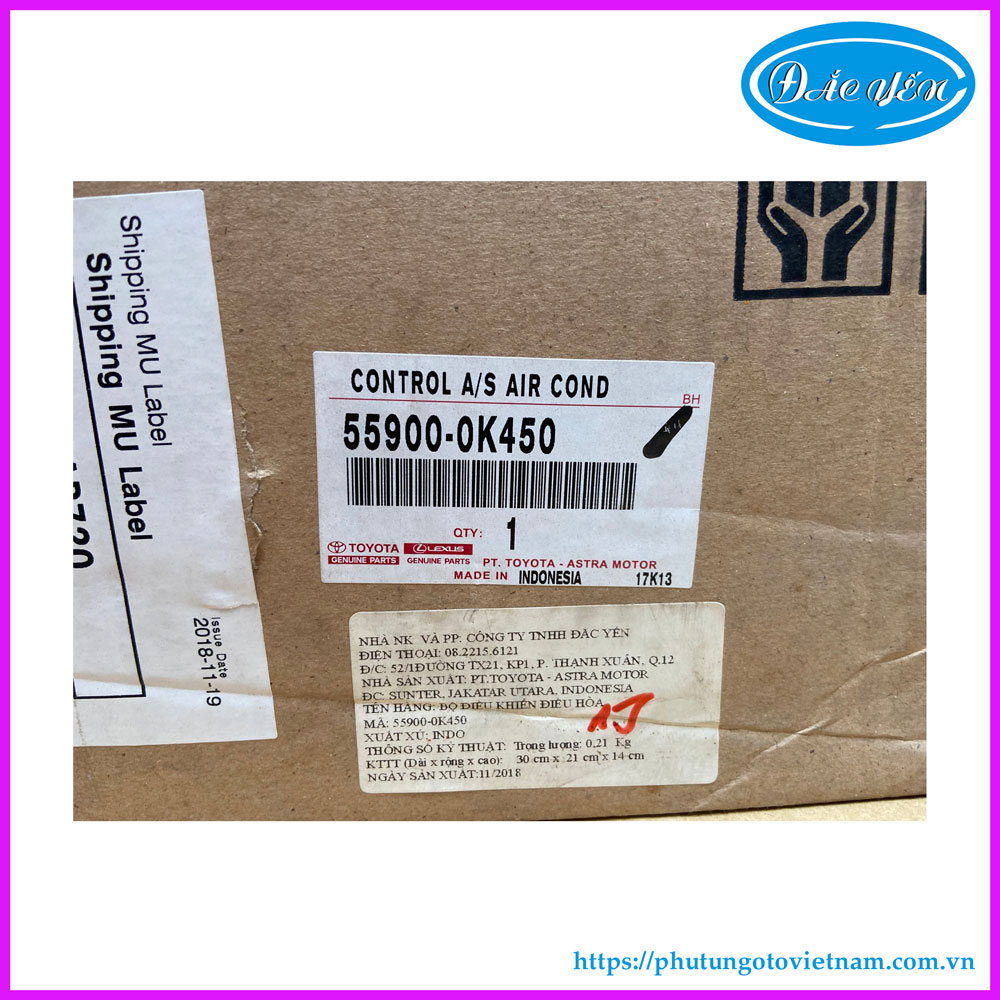 ĐẮC YẾN
Shipping MU Label
Shipping MU Label
Issue Date
2018-11-19
CONTROL A/S AIR COND
BH
55900-0K450
QTY: 1
TOYOTA LEXUS
GENUINE PARTS GENUINE PARTS PT. TOYOTA - ASTRA MOTOR
MADE IN INDONESIA 17K13
NHÀ NK VÀ PP: CÔNG TY TNHH ĐẮC YẾN
ĐIỆN THOẠI: 08.2215.6121
Đ/C: 52/1ĐƯỜNG TX21, KP1, P. THẠNH XUÂN, Q.12
NHÀ SẢN XUẤT: PT.TOYOTA - ASTRA MOTOR
ĐC: SUNTER, JAKATAR UTARA, INDONESIA
TÊN HÀNG: BỘ ĐIỀU KHIỂN ĐIỀU HÒA
MÃ: 55900-0K450
XUẤT XỨ: INDO
THÔNG SỐ KỸ THUẬT: Trọng lượng: 0.21 Kg
KTTT (Dài x rộng x cao): 30 cm x 21 cm x 14 cm
NGÀY SẢN XUẤT:11/2018
https://phutungotovietnam.com.vn